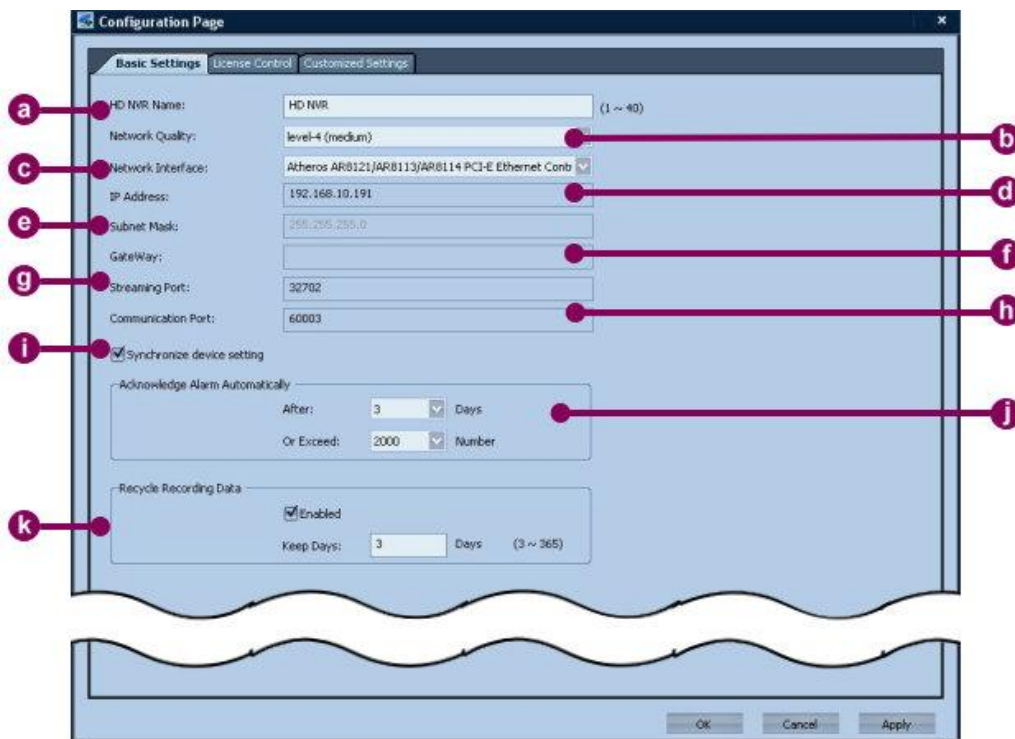 Configuration Page
Basic Settings License Control Customized Settings
a HD NVR Name: HD NVR (1 ~ 40)
Network Quality: level-4 (medium) b
c Network Interface: Atheros AR8121/AR8113/AR8114 PCI-E Ethernet Contr
IP Address: 192.168.10.191 d
e Subnet Mask: 255.255.255.0
GateWay: f
g Streaming Port: 32702
Communication Port: 60003 h
i Synchronize device setting
Acknowledge Alarm Automatically
After: 3 Days j
Or Exceed: 2000 Number
Recycle Recording Data
k Enabled
Keep Days: 3 Days (3 ~ 365)
OK Cancel Apply